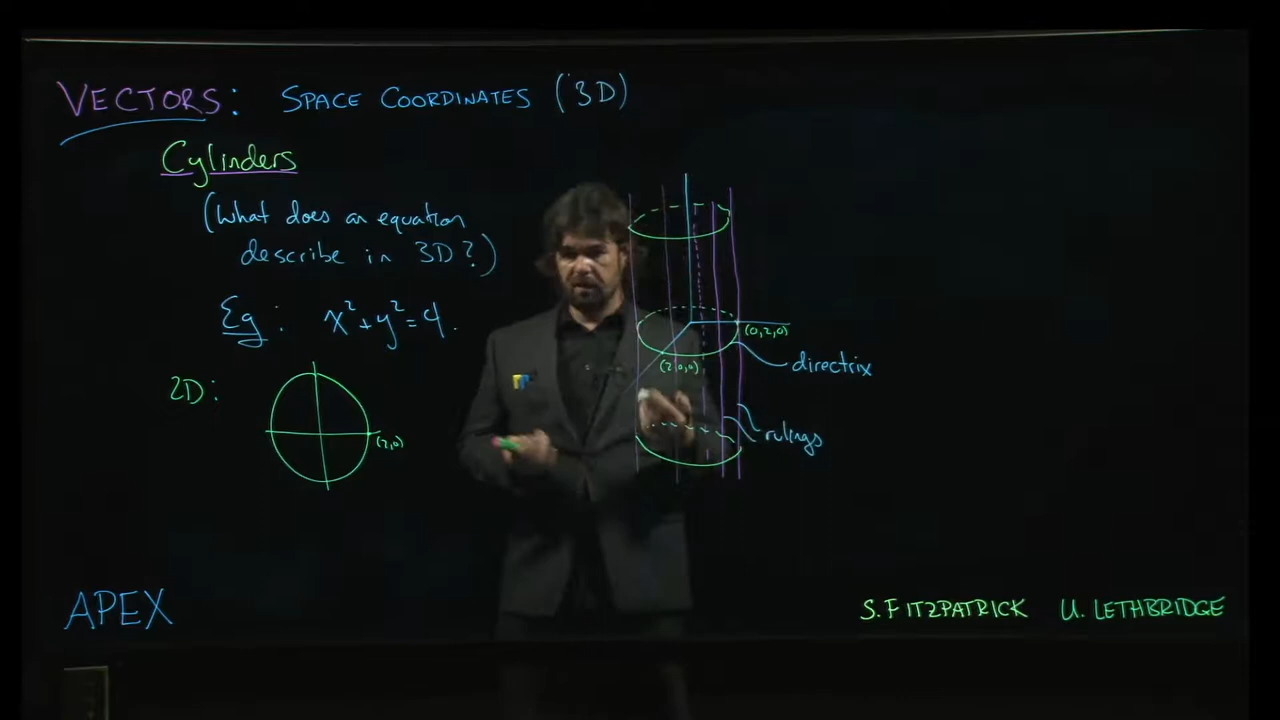 VECTORS: SPACE COORDINATES (3D)
Cylinders
(What does an equation
describe in 3D?)
Eg: x²+y²=4.
2D:
(2,0)
(0,2,0)
(2,0,0)
directrix
rulings
APEX
S. FITZPATRICK U. LETHBRIDGE